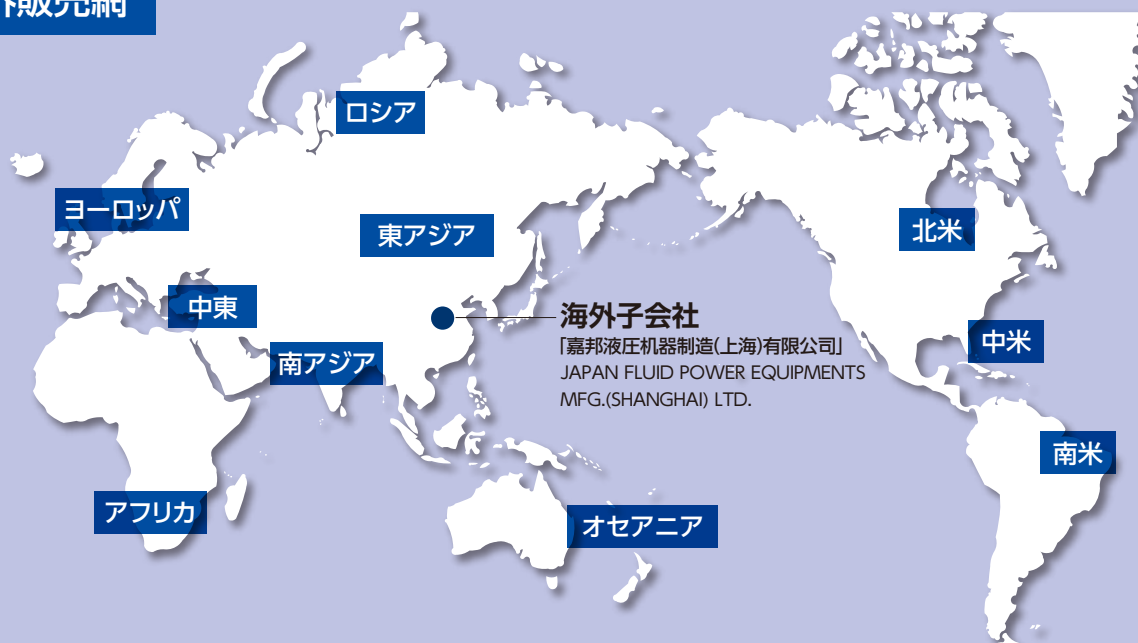 販売網
ロシア
ヨーロッパ
東アジア
北米
中東
海外子会社
「嘉邦液圧机器制造(上海)有限公司」
JAPAN FLUID POWER EQUIPMENTS
MFG.(SHANGHAI) LTD.
中米
南アジア
南米
アフリカ
オセアニア